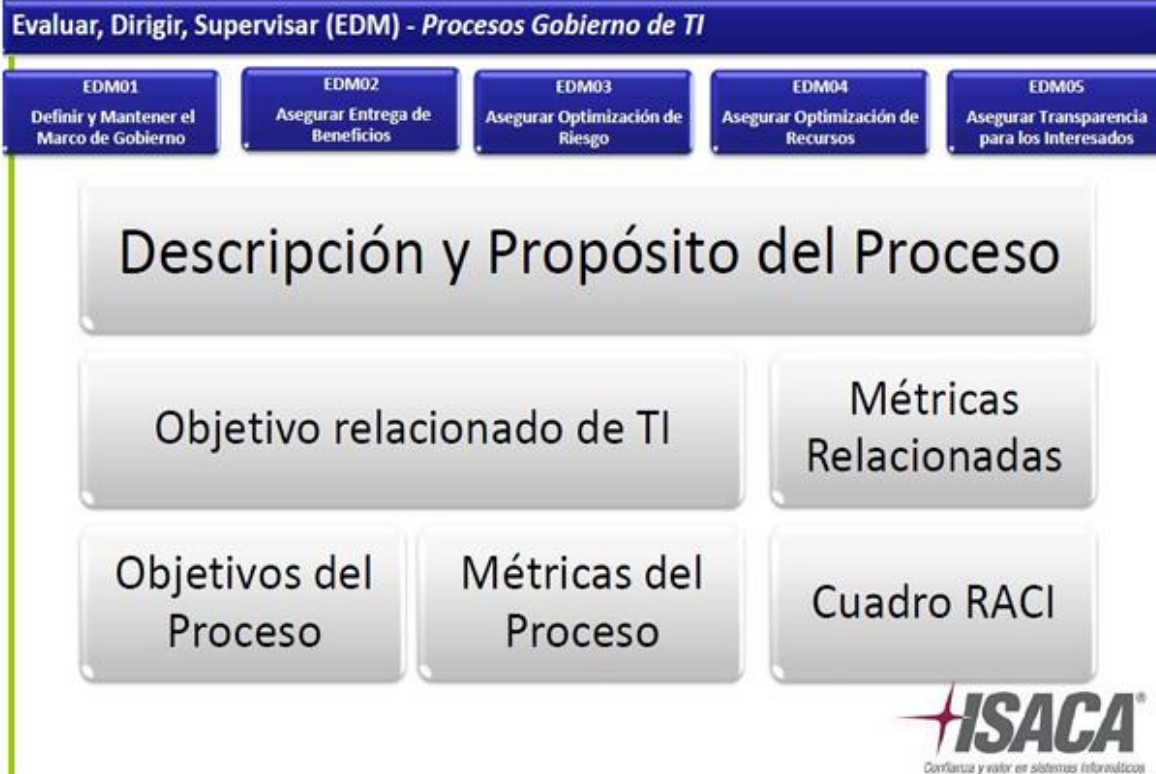 Evaluar, Dirigir, Supervisar (EDM) - Procesos Gobierno de TI
EDM01
Definir y Mantener el
Marco de Gobierno
EDM02
Asegurar Entrega de
Beneficios
EDM03
Asegurar Optimización de
Riesgo
EDM04
Asegurar Optimización de
Recursos
EDM05
Asegurar Transparencia
para los Interesados
Descripción y Propósito del Proceso
Objetivo relacionado de TI
Métricas
Relacionadas
Objetivos del
Proceso
Métricas del
Proceso
Cuadro RACI
ISACA®
Confianza y valor en sistemas informáticos